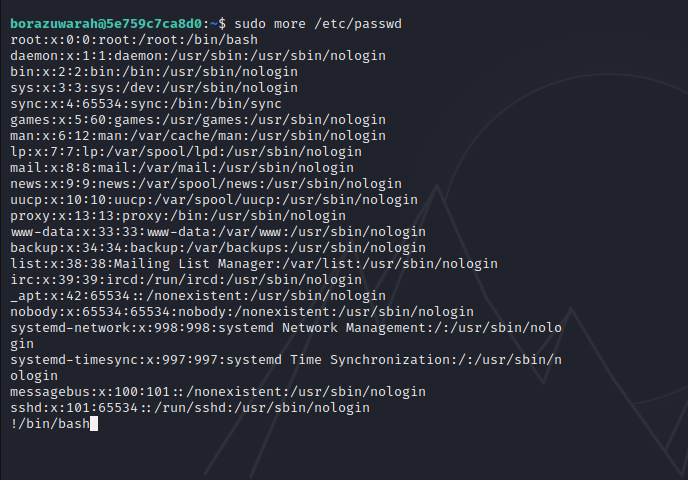 borazuwarah@5e759c7ca8d0:~$ sudo more /etc/passwd
root:x:0:0:root:/root:/bin/bash
daemon:x:1:1:daemon:/usr/sbin:/usr/sbin/nologin
bin:x:2:2:bin:/bin:/usr/sbin/nologin
sys:x:3:3:sys:/dev:/usr/sbin/nologin
sync:x:4:65534:sync:/bin:/bin/sync
games:x:5:60:games:/usr/games:/usr/sbin/nologin
man:x:6:12:man:/var/cache/man:/usr/sbin/nologin
lp:x:7:7:lp:/var/spool/lpd:/usr/sbin/nologin
mail:x:8:8:mail:/var/mail:/usr/sbin/nologin
news:x:9:9:news:/var/spool/news:/usr/sbin/nologin
uucp:x:10:10:uucp:/var/spool/uucp:/usr/sbin/nologin
proxy:x:13:13:proxy:/bin:/usr/sbin/nologin
www-data:x:33:33:www-data:/var/www:/usr/sbin/nologin
backup:x:34:34:backup:/var/backups:/usr/sbin/nologin
list:x:38:38:Mailing List Manager:/var/list:/usr/sbin/nologin
irc:x:39:39:ircd:/run/ircd:/usr/sbin/nologin
_apt:x:42:65534::/nonexistent:/usr/sbin/nologin
nobody:x:65534:65534:nobody:/nonexistent:/usr/sbin/nologin
systemd-network:x:998:998:systemd Network Management:/:/usr/sbin/nolo
gin
systemd-timesync:x:997:997:systemd Time Synchronization:/:/usr/sbin/n
ologin
messagebus:x:100:101::/nonexistent:/usr/sbin/nologin
sshd:x:101:65534::/run/sshd:/usr/sbin/nologin
!/bin/bash